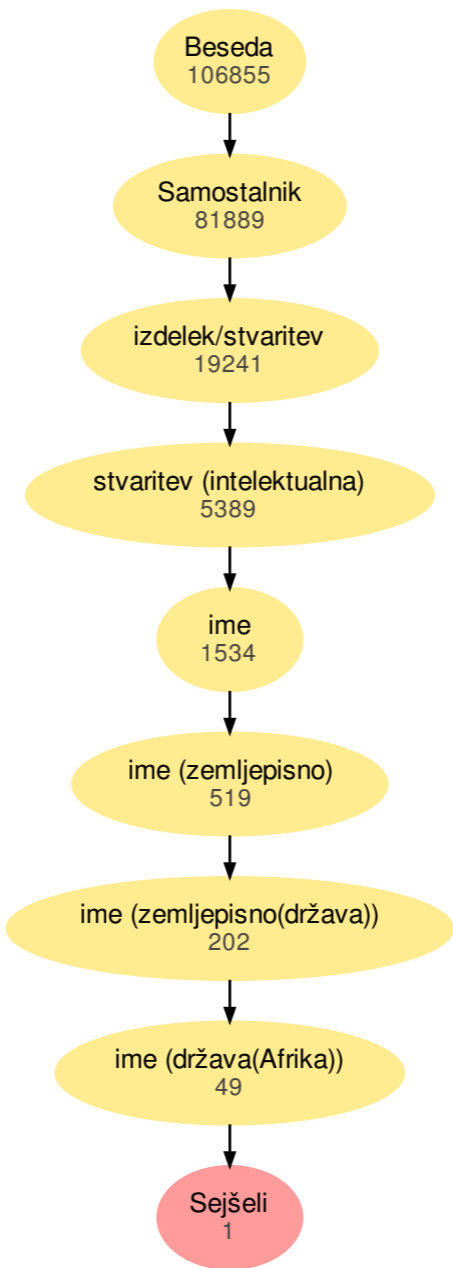 Beseda
106855
Samostalnik
81889
izdelek/stvaritev
19241
stvaritev (intelektualna)
5389
ime
1534
ime (zemljepisno)
519
ime (zemljepisno(država))
202
ime (država(Afrika))
49
Sejšeli
1